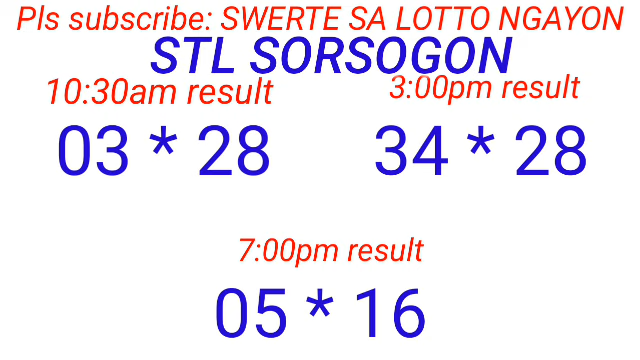 Pls subscribe: SWERTE SA LOTTO NGAYON
STL SORSOGON
10:30am result
03 * 28
3:00pm result
34 * 28
7:00pm result
05 * 16